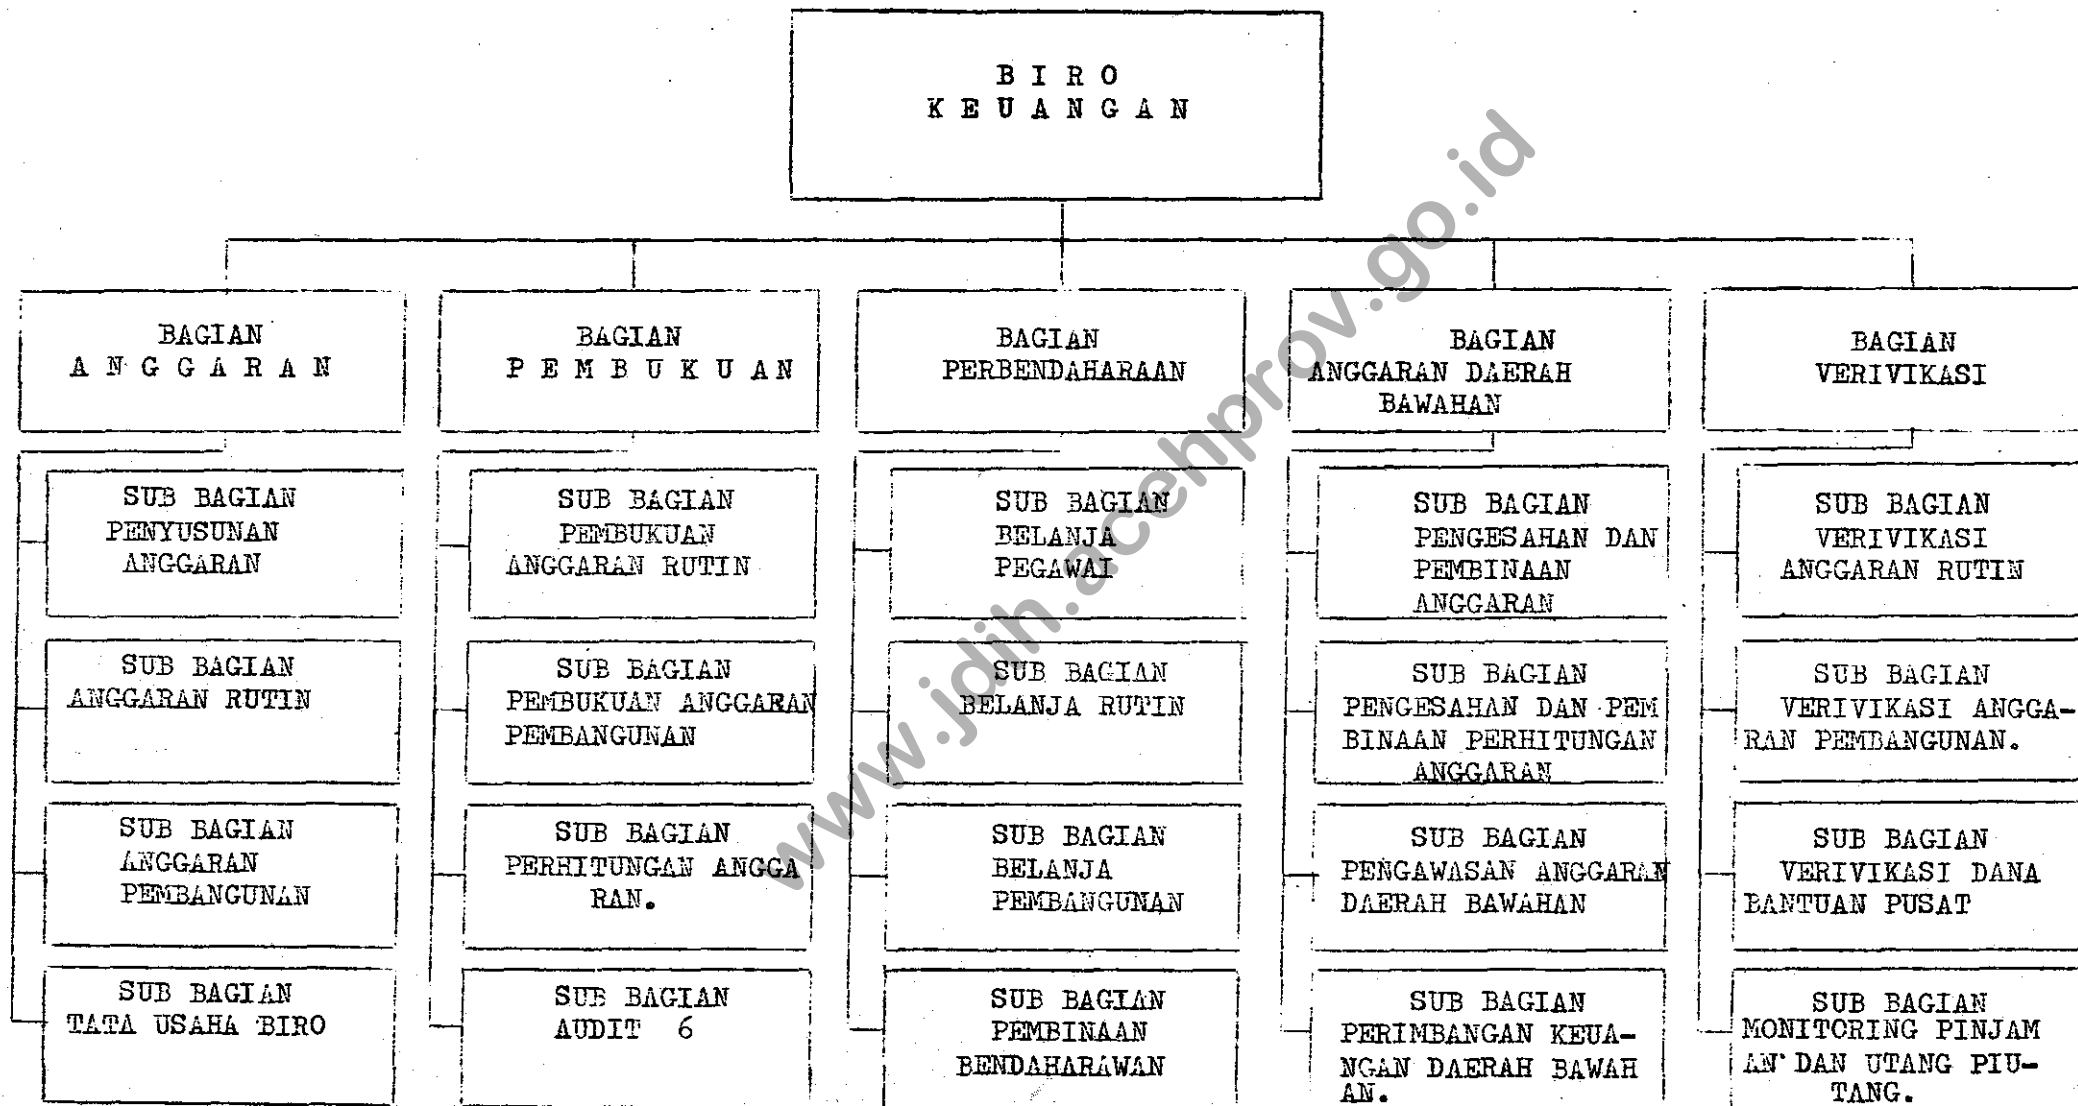 B I R O
K E U A N G A N
BAGIAN
A N G G A R A N
BAGIAN
P E M B U K U A N
BAGIAN
PERBENDAHARAAN
BAGIAN
ANGGARAN DAERAH
BAWAHAN
BAGIAN
VERIVIKASI
SUB BAGIAN
PENYUSUNAN
ANGGARAN
SUB BAGIAN
ANGGARAN RUTIN
SUB BAGIAN
ANGGARAN
PEMBANGUNAN
SUB BAGIAN
TATA USAHA BIRO
SUB BAGIAN
PEMBUKUAN
ANGGARAN RUTIN
SUB BAGIAN
PEMBUKUAN ANGGARAN
PEMBANGUNAN
SUB BAGIAN
PERHITUNGAN ANGGA
RAN.
SUB BAGIAN
AUDIT 6
SUB BAGIAN
BELANJA
PEGAWAI
SUB BAGIAN
BELANJA RUTIN
SUB BAGIAN
BELANJA
PEMBANGUNAN
SUB BAGIAN
PEMBINAAN
BENDAHARAWAN
SUB BAGIAN
PENGESAHAN DAN
PEMBINAAN
ANGGARAN
SUB BAGIAN
PENGESAHAN DAN PEM
BINAAN PERHITUNGAN
ANGGARAN
SUB BAGIAN
PENGAWASAN ANGGARAN
DAERAH BAWAHAN
SUB BAGIAN
PERIMBANGAN KEUA-
NGAN DAERAH BAWAH
AN.
SUB BAGIAN
VERIVIKASI
ANGGARAN RUTIN
SUB BAGIAN
VERIVIKASI ANGGA-
RAN PEMBANGUNAN.
SUB BAGIAN
VERIVIKASI DANA
BANTUAN PUSAT
SUB BAGIAN
MONITORING PINJAM
AN DAN UTANG PIU-
TANG.
www.jdih.acehprov.go.id